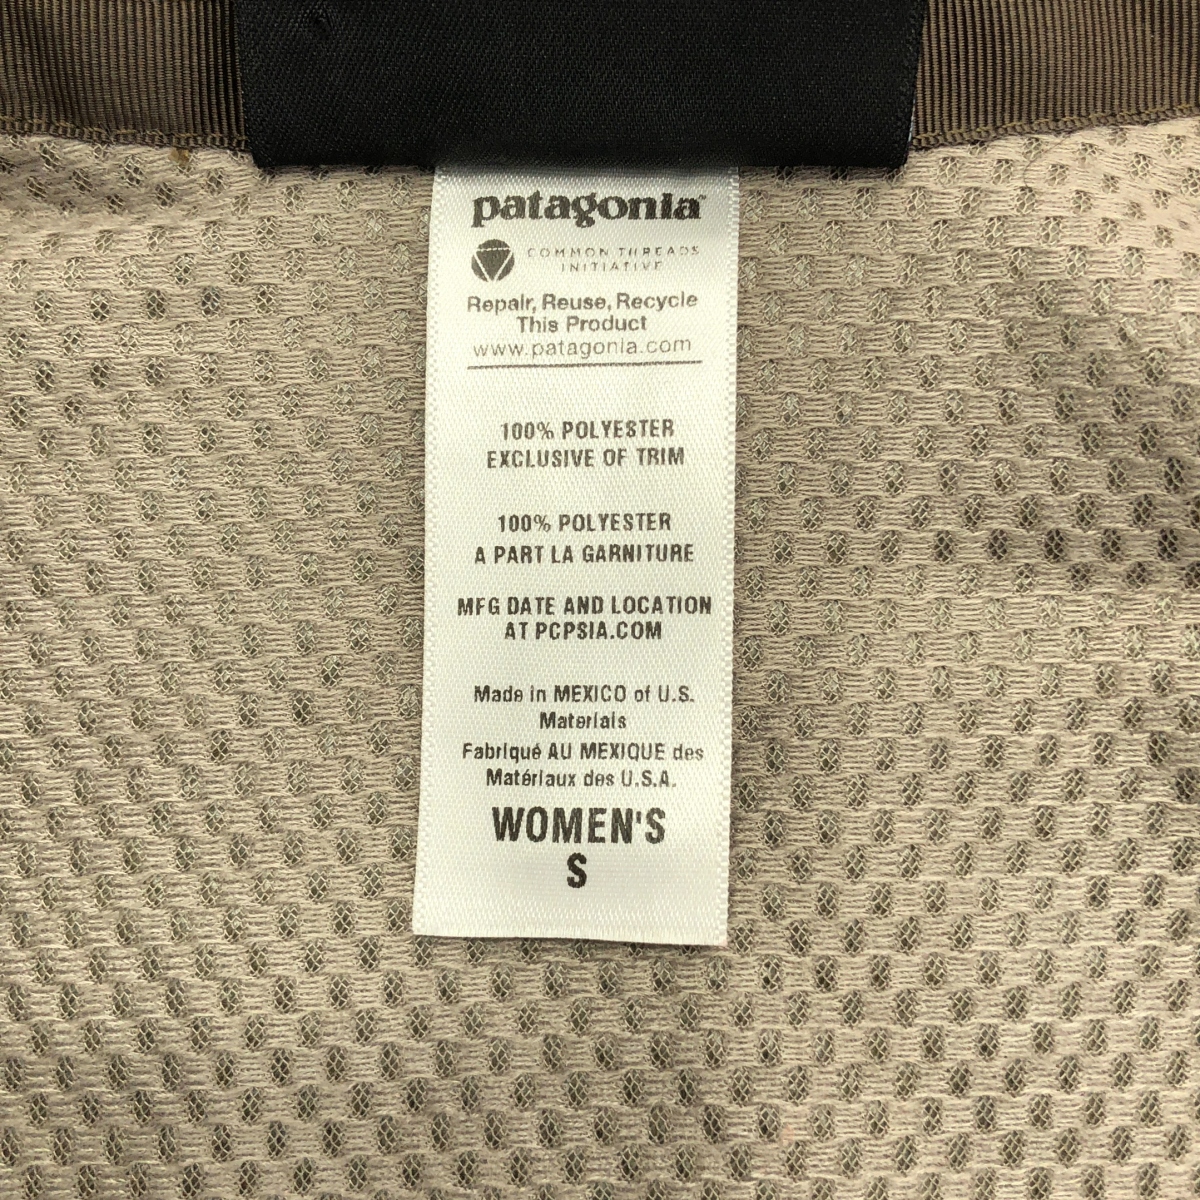 patagonia™
COMMON THREADS
INITIATIVE
Repair, Reuse, Recycle
This Product
www.patagonia.com
100% POLYESTER
EXCLUSIVE OF TRIM
100% POLYESTER
A PART LA GARNITURE
MFG DATE AND LOCATION
AT PCPSIA.COM
Made in MEXICO of U.S.
Materials
Fabriqué AU MEXIQUE des
Matériaux des U.S.A.
WOMEN'S
S